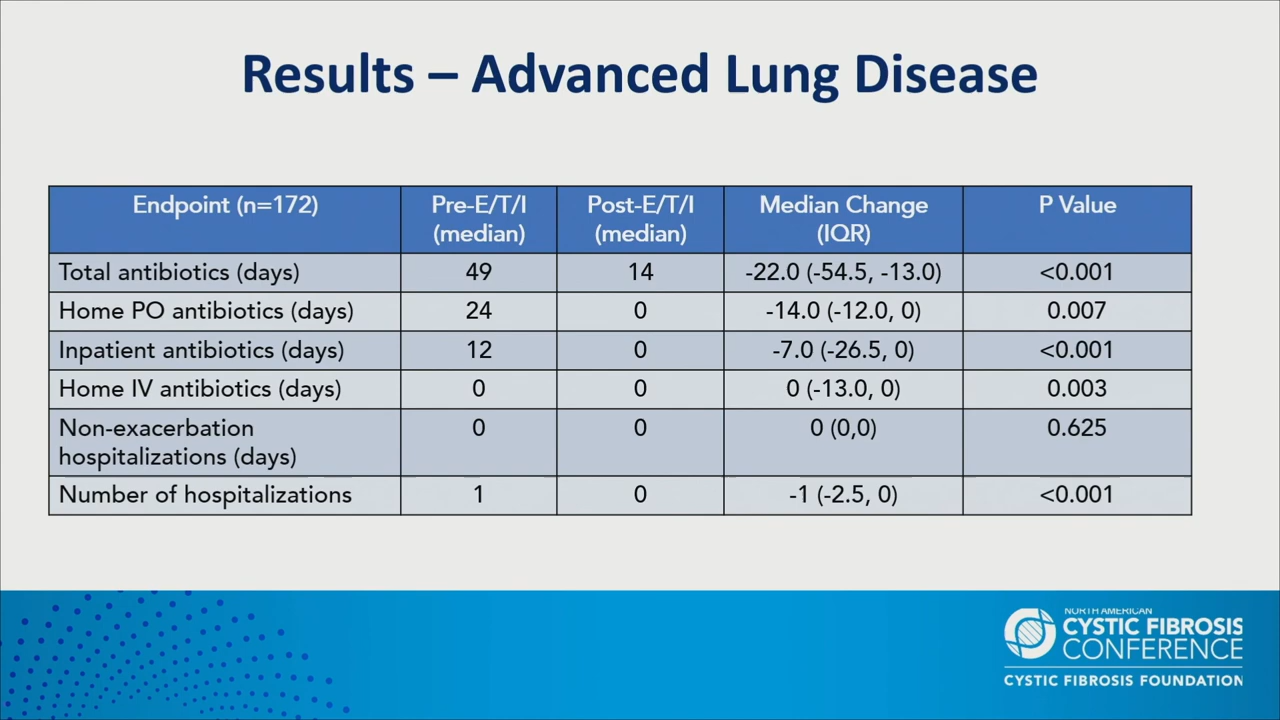 Results – Advanced Lung Disease
Endpoint (n=172) Pre-E/T/I (median) Post-E/T/I (median) Median Change (IQR) P Value
Total antibiotics (days) 49 14 -22.0 (-54.5, -13.0) <0.001
Home PO antibiotics (days) 24 0 -14.0 (-12.0, 0) 0.007
Inpatient antibiotics (days) 12 0 -7.0 (-26.5, 0) <0.001
Home IV antibiotics (days) 0 0 0 (-13.0, 0) 0.003
Non-exacerbation hospitalizations (days) 0 0 0 (0,0) 0.625
Number of hospitalizations 1 0 -1 (-2.5, 0) <0.001
NORTH AMERICAN
CYSTIC FIBROSIS
CONFERENCE
CYSTIC FIBROSIS FOUNDATION